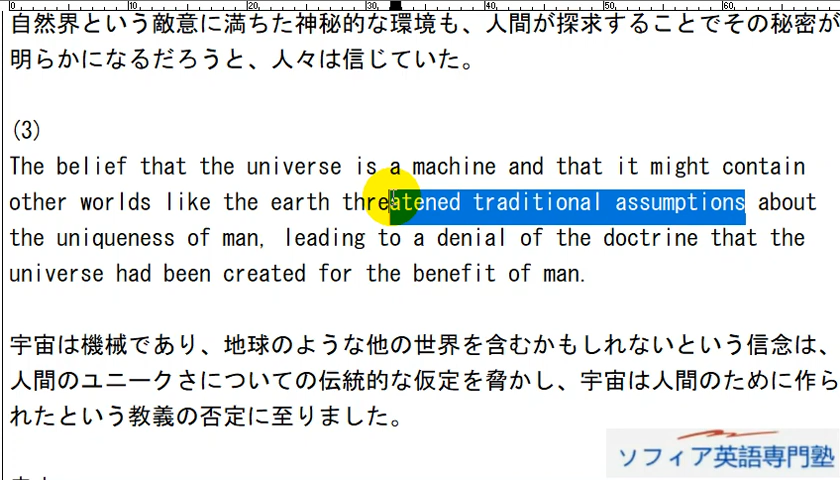 0 10 20 30 40 50 60
自然界という敵意に満ちた神秘的な環境も、人間が探求することでその秘密が
明らかになるだろうと、人々は信じていた。
(3)
The belief that the universe is a machine and that it might contain
other worlds like the earth threatened traditional assumptions about
the uniqueness of man, leading to a denial of the doctrine that the
universe had been created for the benefit of man.
宇宙は機械であり、地球のような他の世界を含むかもしれないという信念は、
人間のユニークさについての伝統的な仮定を脅かし、宇宙は人間のために作ら
れたという教義の否定に至りました。
ソフィア英語専門塾